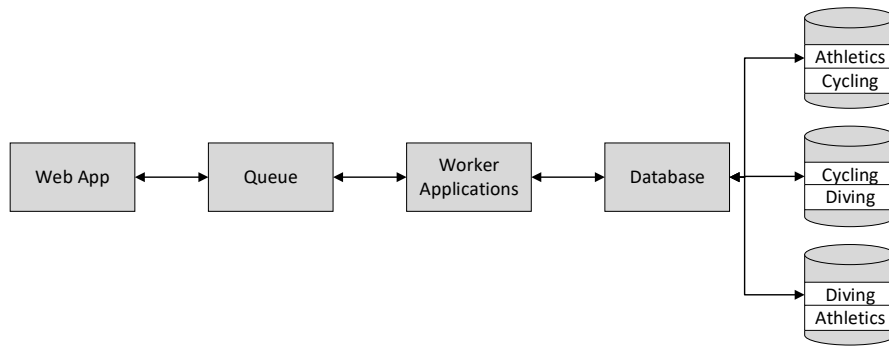 Web App
Queue
Worker
Applications
Database
Athletics
Cycling
Cycling
Diving
Diving
Athletics